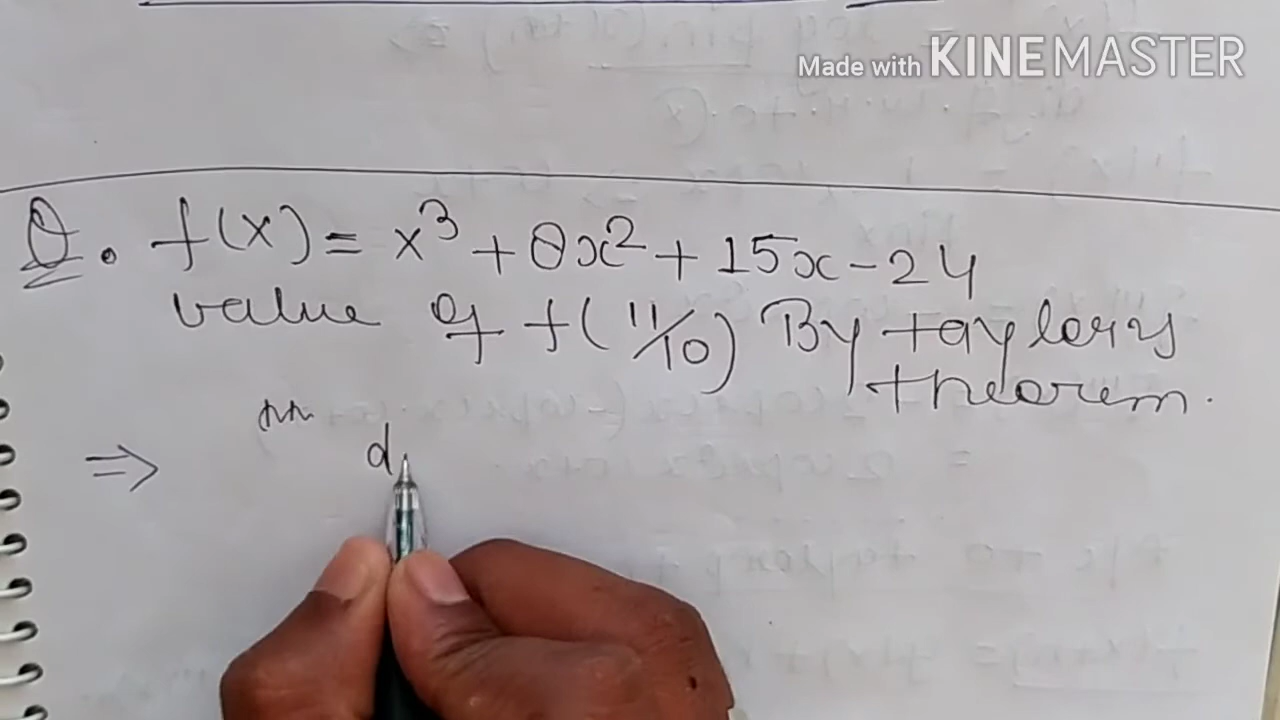 Made with KINEMASTER
Q. f(x) = x³ + 8x² + 15x - 24
value of f(11/10) By taylor's
theorem.
⇒ d